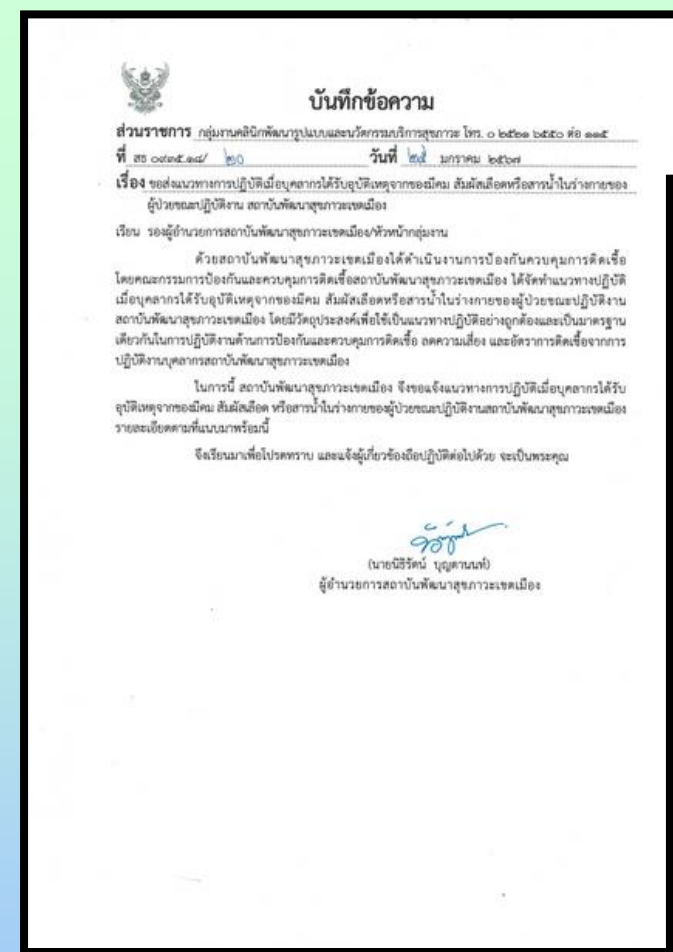 บันทึกข้อความ
ส่วนราชการ กลุ่มงานคลินิกพัฒนารูปแบบและนวัตกรรมบริการสุขภาวะ โทร. ๐ ๒๕๒๑ ๖๕๕๐ ต่อ ๑๑๕
ที่ สธ ๐๙๓๕.๑๘/ ๒๐ วันที่ ๒๕ มกราคม ๒๕๖๗
เรื่อง ขอส่งแนวทางการปฏิบัติเมื่อบุคลากรได้รับอุบัติเหตุจากของมีคม สัมผัสเลือดหรือสารน้ำในร่างกายของ
ผู้ป่วยขณะปฏิบัติงาน สถาบันพัฒนาสุขภาวะเขตเมือง
เรียน รองผู้อำนวยการสถาบันพัฒนาสุขภาวะเขตเมือง/หัวหน้ากลุ่มงาน
ด้วยสถาบันพัฒนาสุขภาวะเขตเมืองได้ดำเนินงานการป้องกันควบคุมการติดเชื้อ
โดยคณะกรรมการป้องกันและควบคุมการติดเชื้อสถาบันพัฒนาสุขภาวะเขตเมือง ได้จัดทำแนวทางปฏิบัติ
เมื่อบุคลากรได้รับอุบัติเหตุจากของมีคม สัมผัสเลือดหรือสารน้ำในร่างกายของผู้ป่วยขณะปฏิบัติงาน
สถาบันพัฒนาสุขภาวะเขตเมือง โดยมีวัตถุประสงค์เพื่อใช้เป็นแนวทางปฏิบัติอย่างถูกต้องและเป็นมาตรฐาน
เดียวกันในการปฏิบัติงานด้านการป้องกันและควบคุมการติดเชื้อ ลดความเสี่ยง และอัตราการติดเชื้อจากการ
ปฏิบัติงานบุคลากรสถาบันพัฒนาสุขภาวะเขตเมือง
ในการนี้ สถาบันพัฒนาสุขภาวะเขตเมือง จึงขอแจ้งแนวทางการปฏิบัติเมื่อบุคลากรได้รับ
อุบัติเหตุจากของมีคม สัมผัสเลือด หรือสารน้ำในร่างกายของผู้ป่วยขณะปฏิบัติงานสถาบันพัฒนาสุขภาวะเขตเมือง
รายละเอียดตามที่แนบมาพร้อมนี้
จึงเรียนมาเพื่อโปรดทราบ และแจ้งผู้เกี่ยวข้องถือปฏิบัติต่อไปด้วย จะเป็นพระคุณ
(นายนิธิรัตน์ บุญตานนท์)
ผู้อำนวยการสถาบันพัฒนาสุขภาวะเขตเมือง